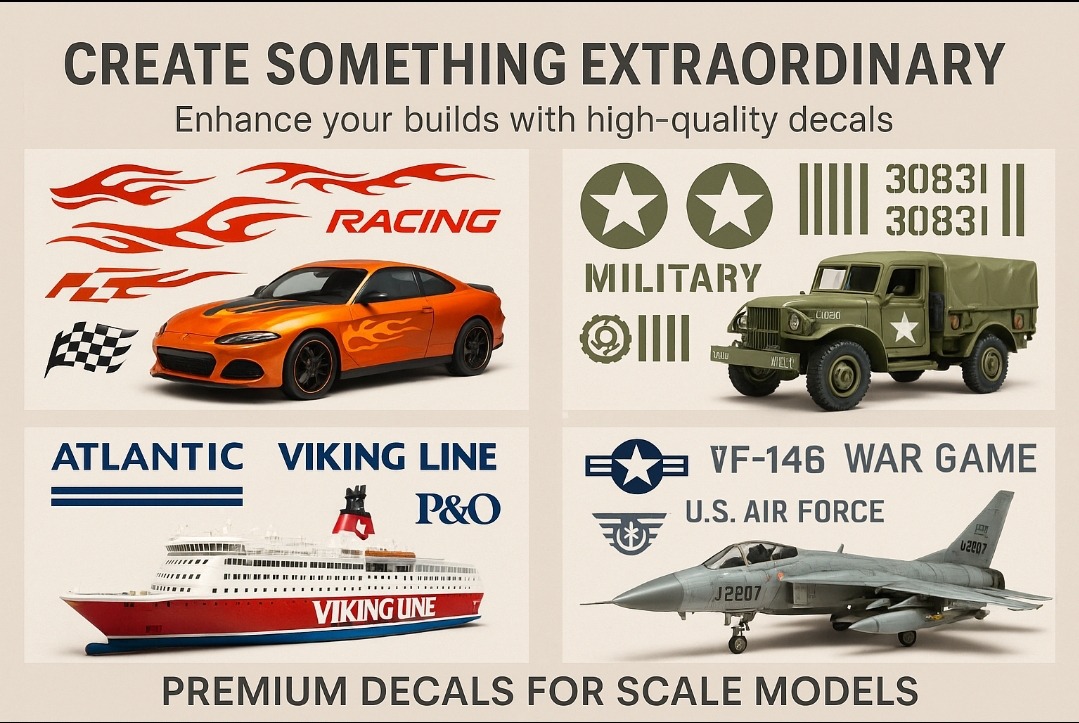 CREATE SOMETHING EXTRAORDINARY
Enhance your builds with high-quality decals
RACING
30831
30831
MILITARY
ATLANTIC
VIKING LINE
P&O
VIKING LINE
VF-146
WAR GAME
U.S. AIR FORCE
J2207
PREMIUM DECALS FOR SCALE MODELS